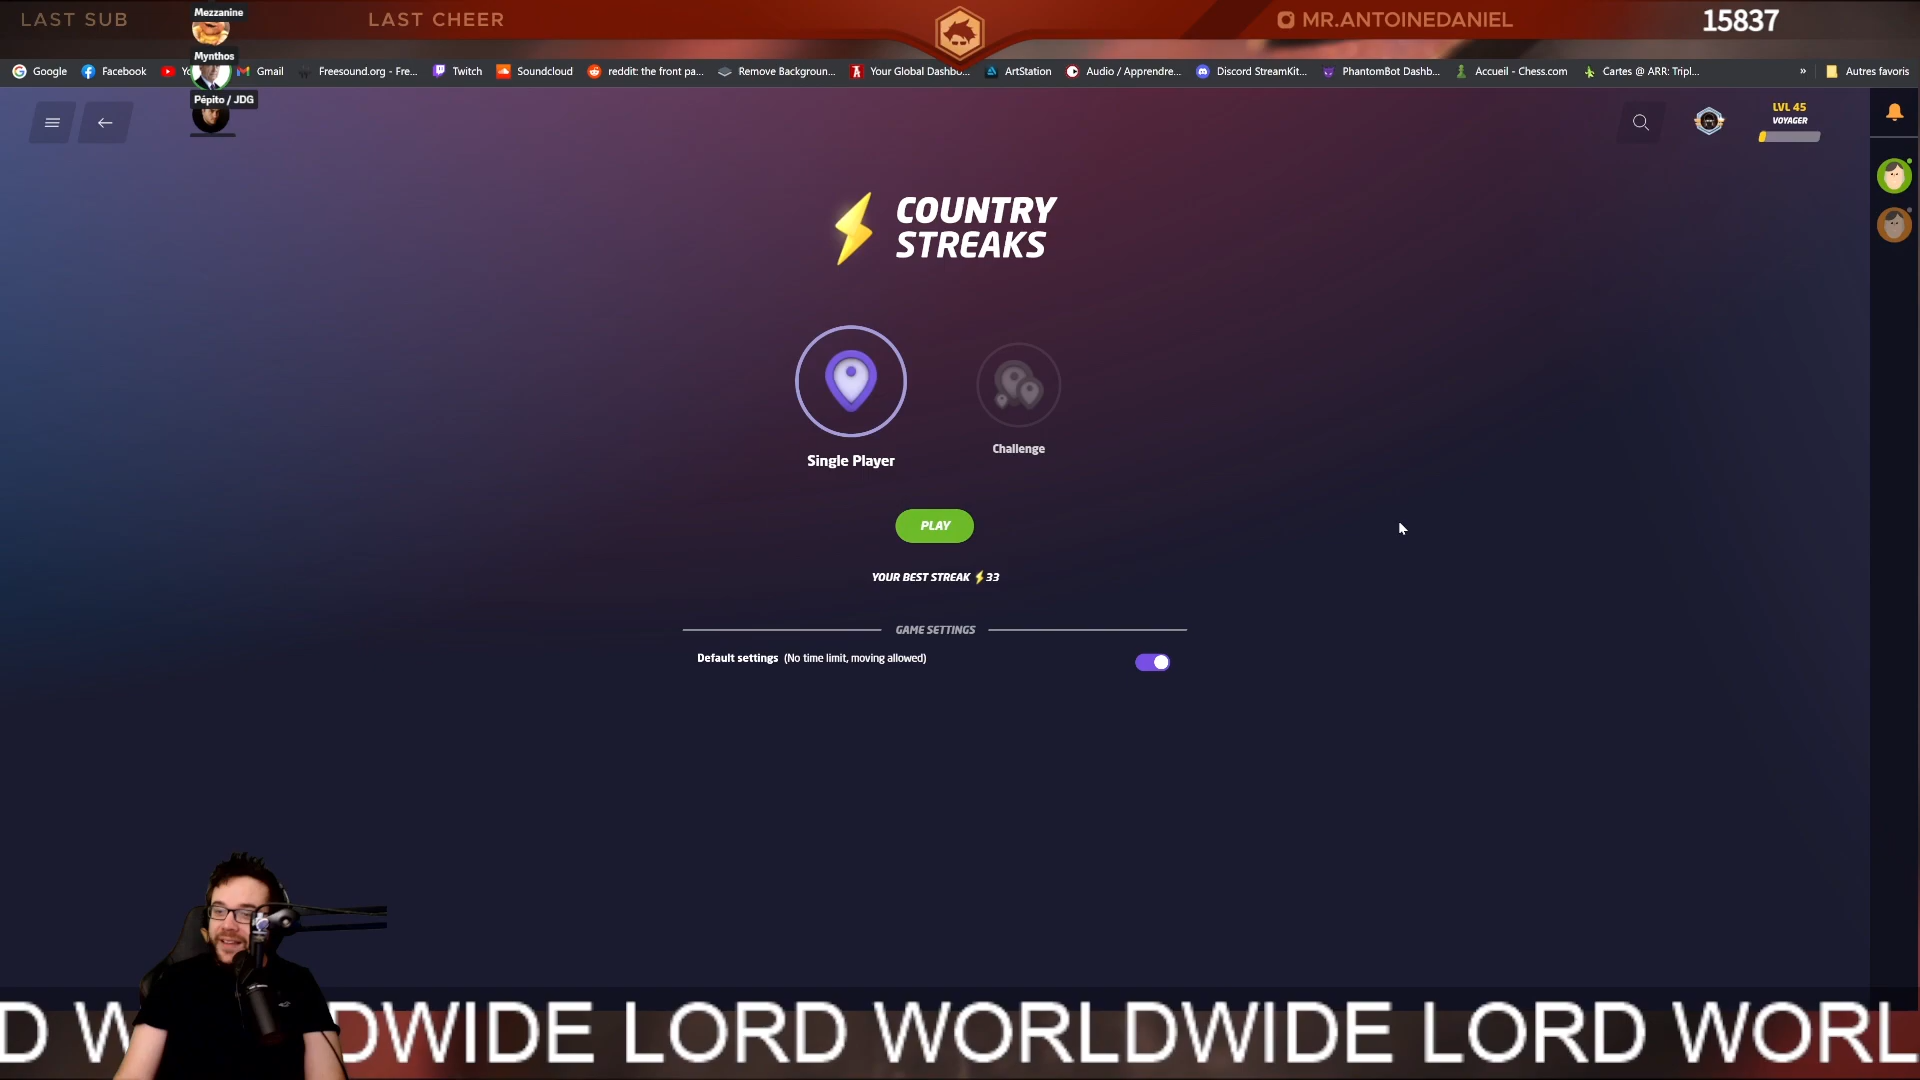 LAST SUB
LAST CHEER
MR.ANTOINEDANIEL
15837
Mezzanine
Mynthos
Pépito / JDG
Google
Facebook
Gmail
Freesound.org - Fre...
Twitch
Soundcloud
reddit: the front pa...
Remove Backgroun...
Your Global Dashbo...
ArtStation
Audio / Apprendre...
Discord StreamKit...
PhantomBot Dashb...
Accueil - Chess.com
Cartes @ ARR: Tripl...
»
Autres favoris
LVL 45
VOYAGER
COUNTRY
STREAKS
Single Player
Challenge
PLAY
YOUR BEST STREAK ⚡33
GAME SETTINGS
Default settings (No time limit, moving allowed)
D W DWIDE LORD WORLDWIDE LORD WORL